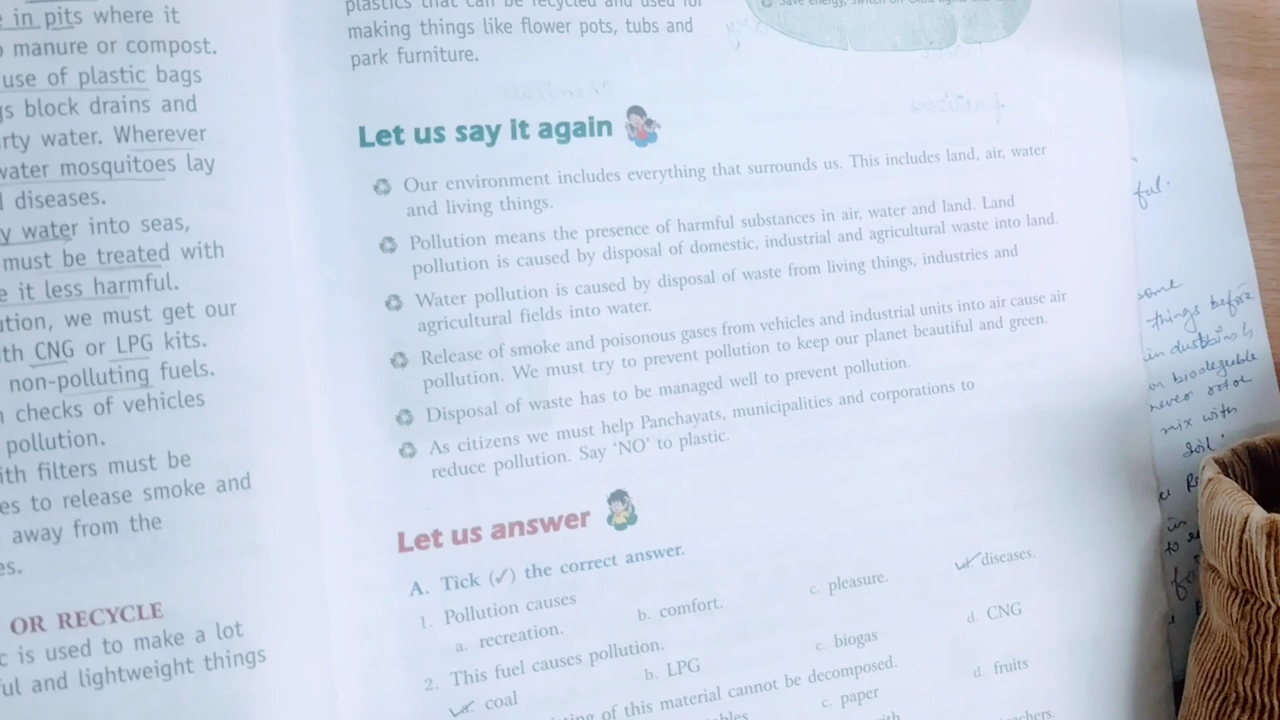 in pits where it
manure or compost.
use of plastic bags
block drains and
water. Wherever
water mosquitoes lay
diseases.
water into seas,
must be treated with
it less harmful.
we must get our
CNG or LPG kits.
non-polluting fuels.
checks of vehicles
pollution.
filters must be
to release smoke and
away from the
OR RECYCLE
is used to make a lot
and lightweight things
plastics that can be recycled and used for
making things like flower pots, tubs and
park furniture.
Let us say it again
Our environment includes everything that surrounds us. This includes land, air, water
and living things.
Pollution means the presence of harmful substances in air, water and land. Land
pollution is caused by disposal of domestic, industrial and agricultural waste into land.
Water pollution is caused by disposal of waste from living things, industries and
agricultural fields into water.
Release of smoke and poisonous gases from vehicles and industrial units into air cause air
pollution. We must try to prevent pollution to keep our planet beautiful and green.
Disposal of waste has to be managed well to prevent pollution.
As citizens we must help Panchayats, municipalities and corporations to
reduce pollution. Say ‘NO’ to plastic.
Let us answer
A. Tick (✓) the correct answer.
1. Pollution causes
a. recreation. b. comfort. c. pleasure. diseases.
2. This fuel causes pollution.
coal b. LPG c. biogas d. CNG
of this material cannot be decomposed.
c. paper d. fruits
things before
in dustbins
never
mix with
soil.